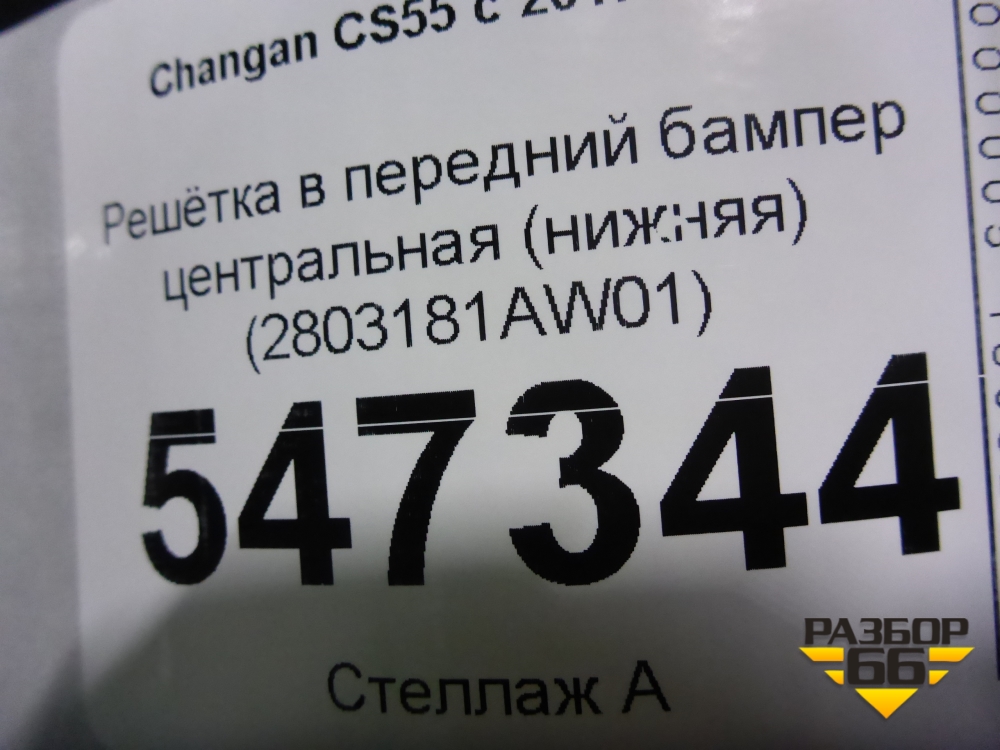 Changan CS55 с
Решётка в передний бампер
центральная (нижняя)
(2803181AW01)
547344
Стеллаж А
РАЗБОР
66